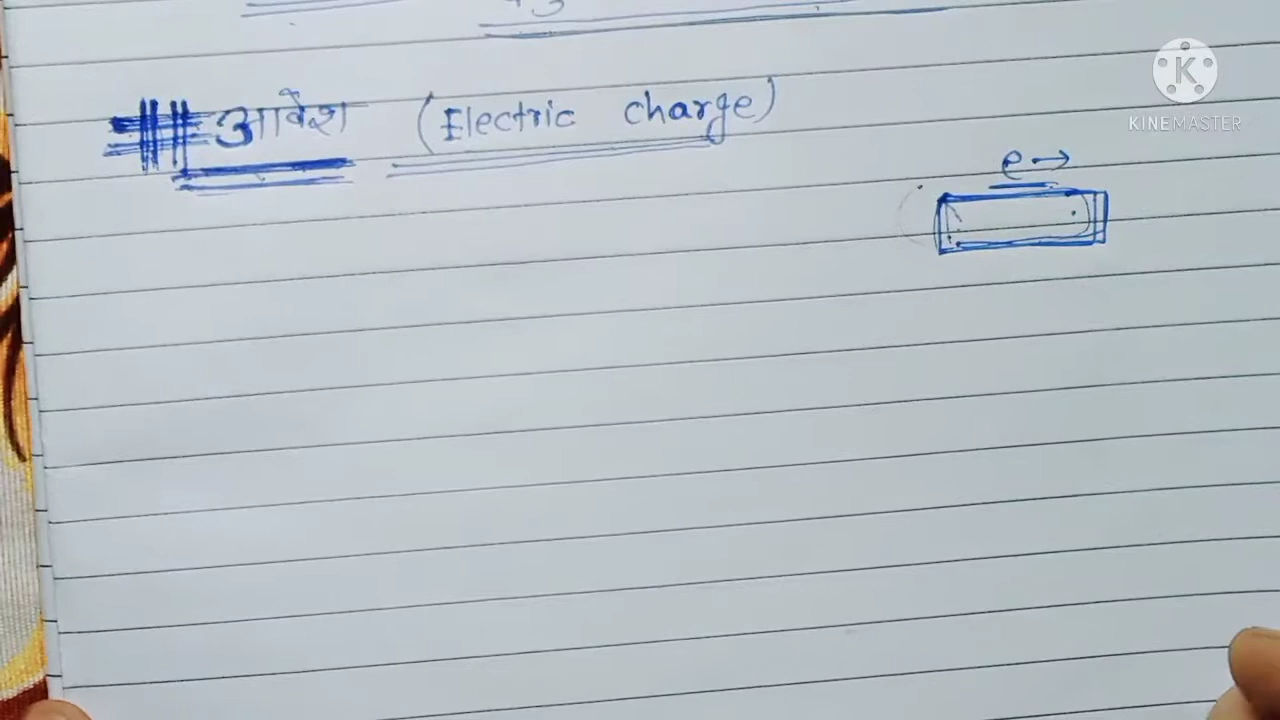 # आवेश (Electric charge)
e→
KINEMASTER